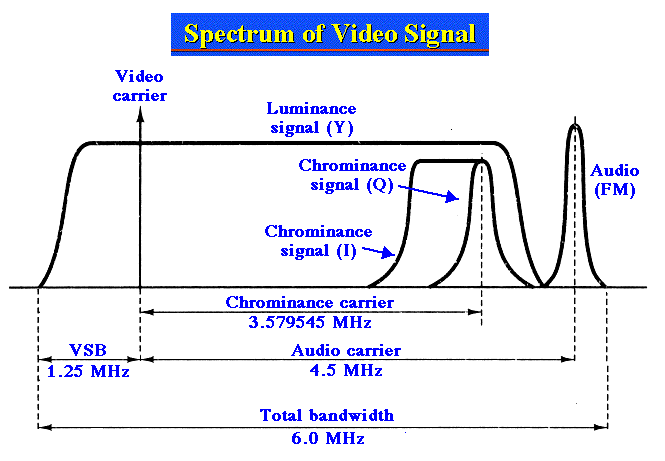 Spectrum of Video Signal
Video
carrier
Luminance
signal (Y)
Chrominance
signal (Q)
Audio
(FM)
Chrominance
signal (I)
Chrominance carrier
3.579545 MHz
VSB
1.25 MHz
Audio carrier
4.5 MHz
Total bandwidth
6.0 MHz